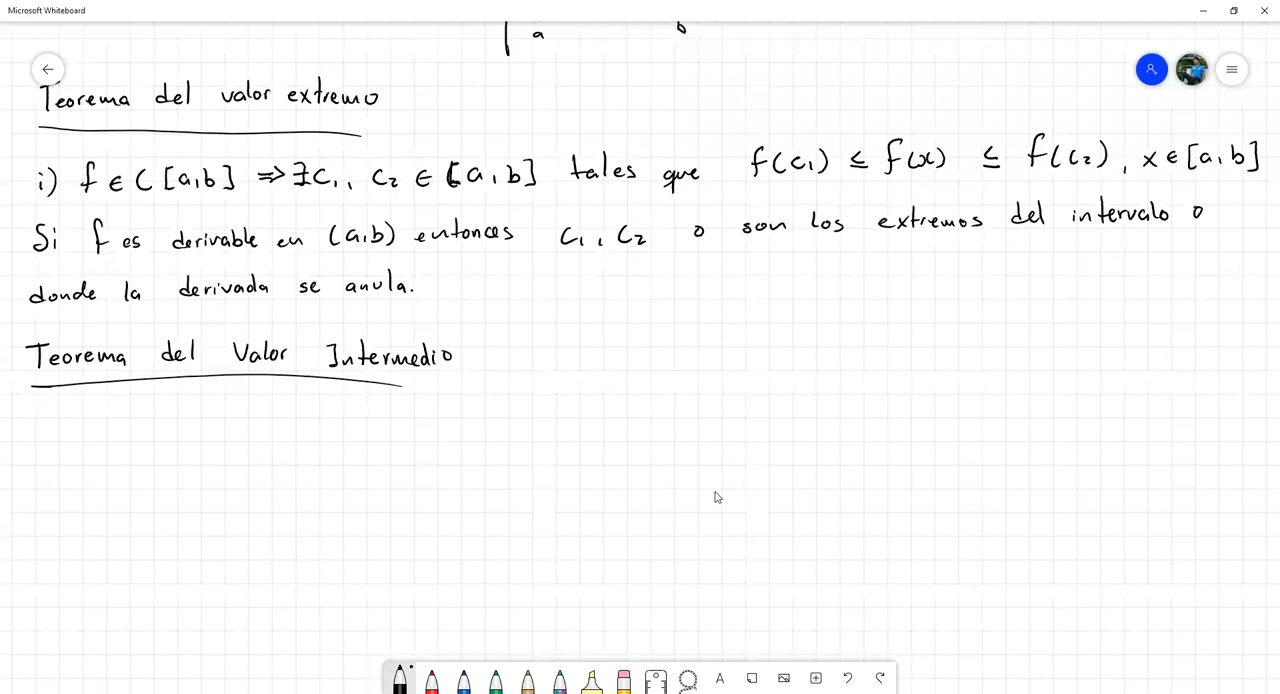 Microsoft Whiteboard
a b
Teorema del valor extremo
i) f ∈ C [a,b] ⇒ ∃ c₁, c₂ ∈ [a, b] tales que f(c₁) ≤ f(x) ≤ f(c₂), x ∈ [a,b]
Si f es derivable en (a,b) entonces c₁, c₂ o son los extremos del intervalo o
donde la derivada se anula.
Teorema del Valor Intermedio
A